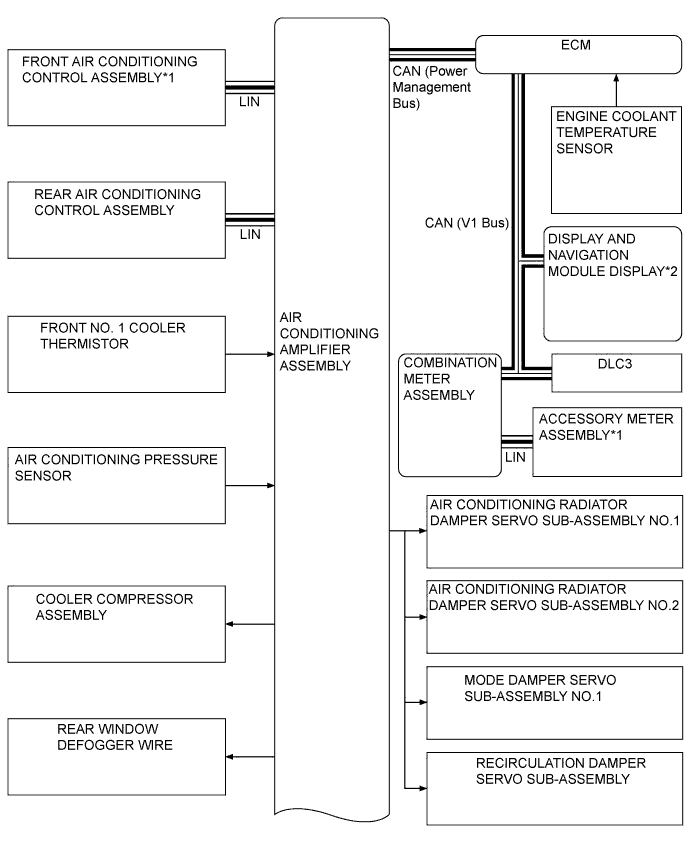 FRONT AIR CONDITIONING
CONTROL ASSEMBLY*1
LIN
REAR AIR CONDITIONING
CONTROL ASSEMBLY
LIN
FRONT NO. 1 COOLER
THERMISTOR
AIR CONDITIONING PRESSURE
SENSOR
COOLER COMPRESSOR
ASSEMBLY
REAR WINDOW
DEFOGGER WIRE
AIR
CONDITIONING
AMPLIFIER
ASSEMBLY
CAN (Power
Management
Bus)
ECM
ENGINE COOLANT
TEMPERATURE
SENSOR
CAN (V1 Bus)
DISPLAY AND
NAVIGATION
MODULE DISPLAY*2
COMBINATION
METER
ASSEMBLY
DLC3
LIN
ACCESSORY METER
ASSEMBLY*1
AIR CONDITIONING RADIATOR
DAMPER SERVO SUB-ASSEMBLY NO.1
AIR CONDITIONING RADIATOR
DAMPER SERVO SUB-ASSEMBLY NO.2
MODE DAMPER SERVO
SUB-ASSEMBLY NO.1
RECIRCULATION DAMPER
SERVO SUB-ASSEMBLY